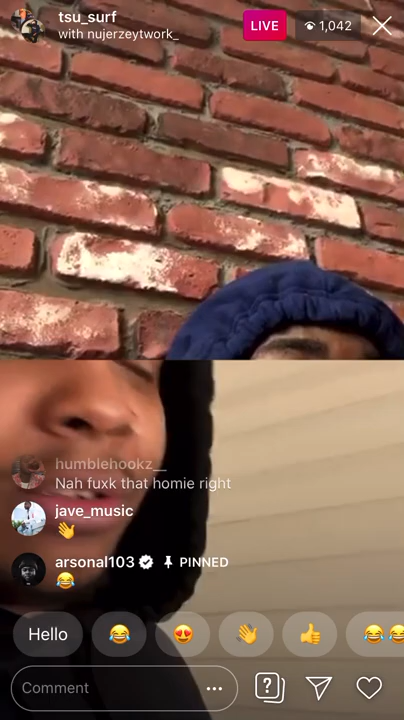 tsu_surf
with nujerzeytwork_
LIVE
1,042
humblehookz__
Nah fuxk that homie right
jave_music
👋
arsonal103 PINNED
😂
Hello 😂 😍 👋 👍 😂😂
Comment